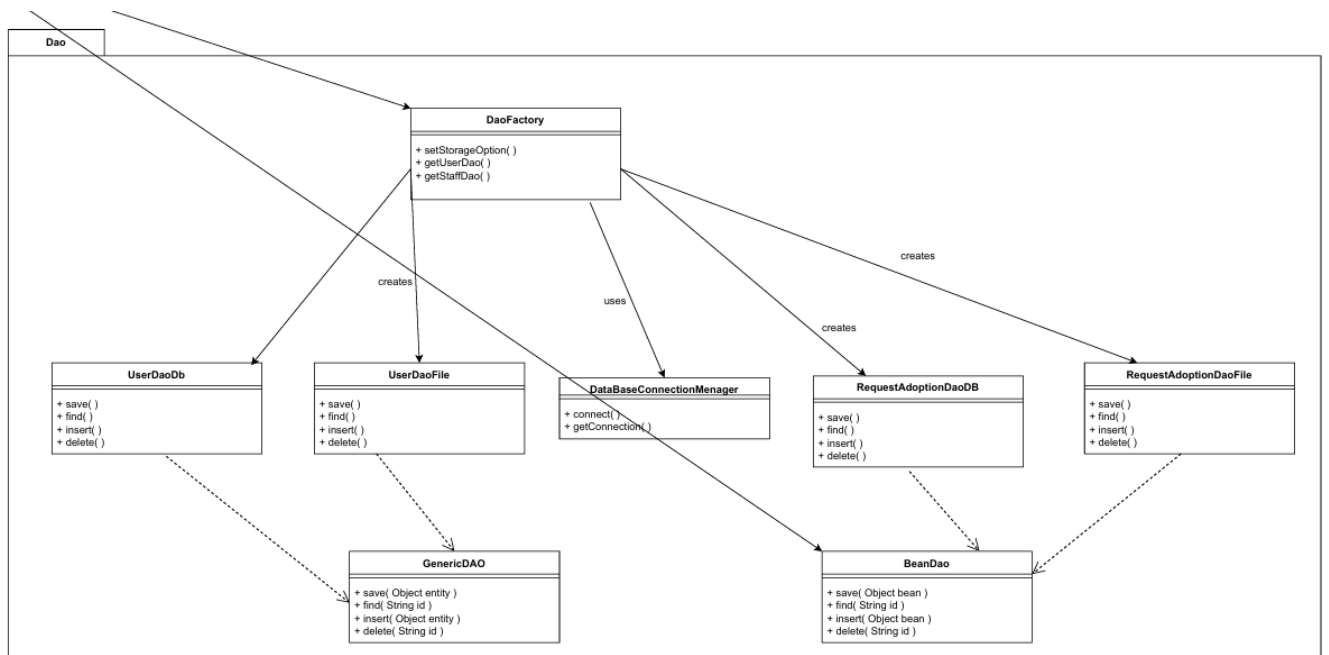 Dao
DaoFactory
+ setStorageOption( )
+ getUserDao( )
+ getStaffDao( )
creates
creates
uses
creates
UserDaoDb
+ save( )
+ find( )
+ insert( )
+ delete( )
UserDaoFile
+ save( )
+ find( )
+ insert( )
+ delete( )
DataBaseConnectionMenager
+ connect( )
+ getConnection( )
RequestAdoptionDaoDB
+ save( )
+ find( )
+ insert( )
+ delete( )
RequestAdoptionDaoFile
+ save( )
+ find( )
+ insert( )
+ delete( )
GenericDAO
+ save( Object entity )
+ find( String id )
+ insert( Object entity )
+ delete( String id )
BeanDao
+ save( Object bean )
+ find( String id )
+ insert( Object bean )
+ delete( String id )